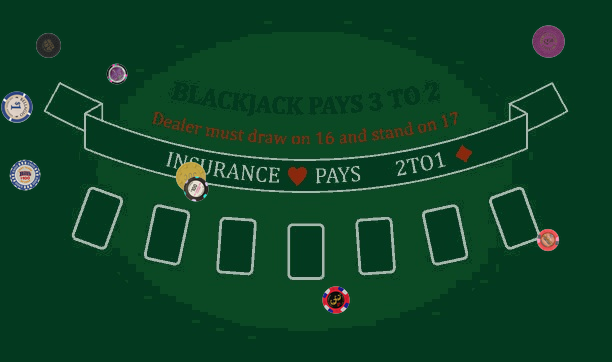 BLACKJACK PAYS 3 TO 2
Dealer must draw on 16 and stand on 17
INSURANCE PAYS 2TO1